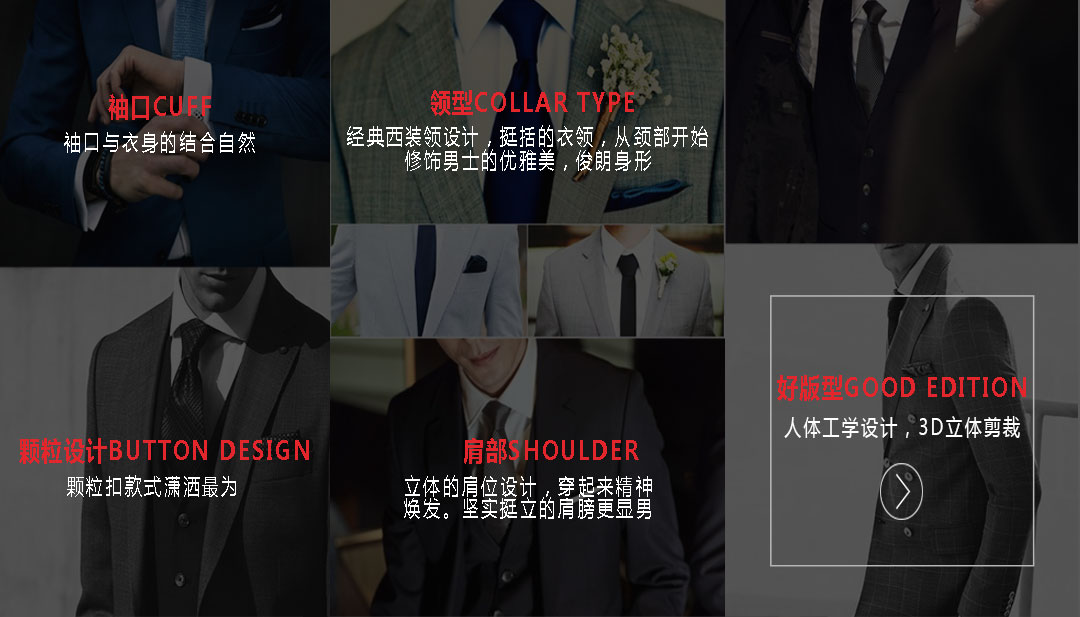 袖口CUFF
袖口与衣身的结合自然
领型COLLAR TYPE
经典西装领设计，挺括的衣领，从颈部开始
修饰男士的优雅美，俊朗身形
颗粒设计BUTTON DESIGN
颗粒扣款式潇洒最为
肩部SHOULDER
立体的肩位设计，穿起来精神
焕发。坚实挺立的肩膀更显男
好版型GOOD EDITION
人体工学设计，3D立体剪裁